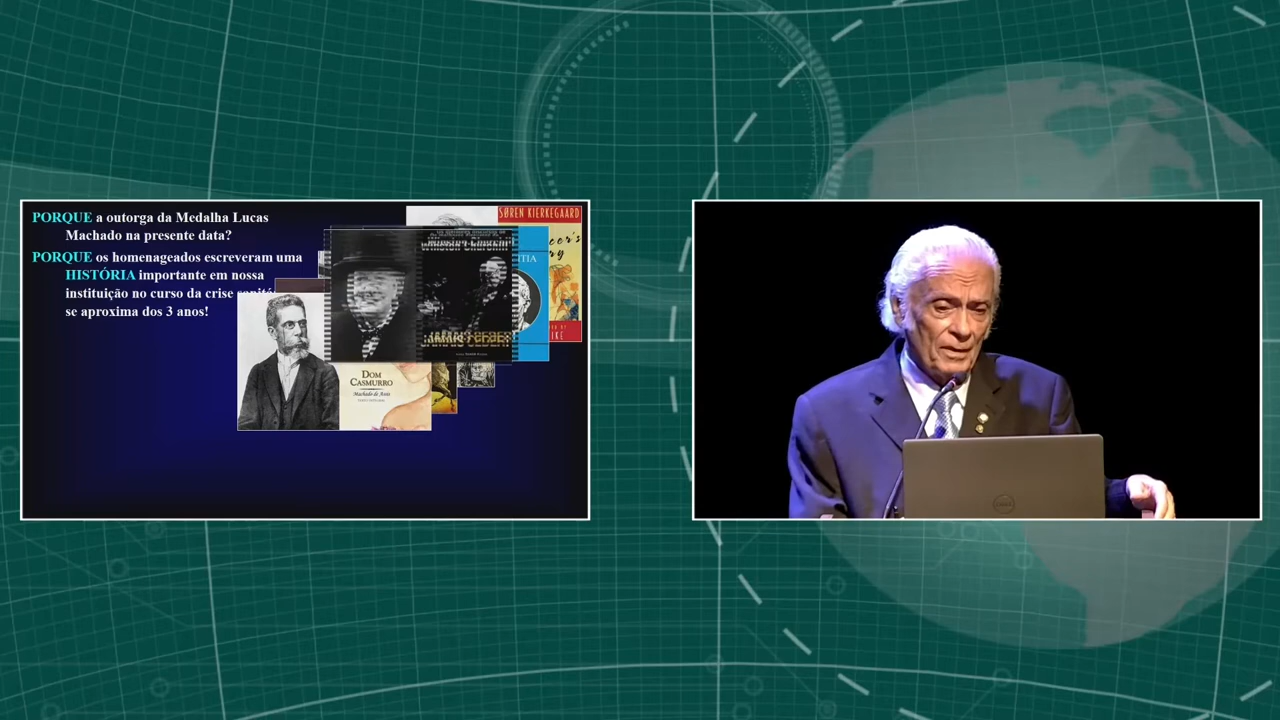 PORQUE a outorga da Medalha Lucas
Machado na presente data?
PORQUE os homenageados escreveram uma
HISTÓRIA importante em nossa
instituição no curso da crise
se aproxima dos 3 anos!
SØREN KIERKEGAARD
DOM
CASMURRO
Machado de Assis
DELL